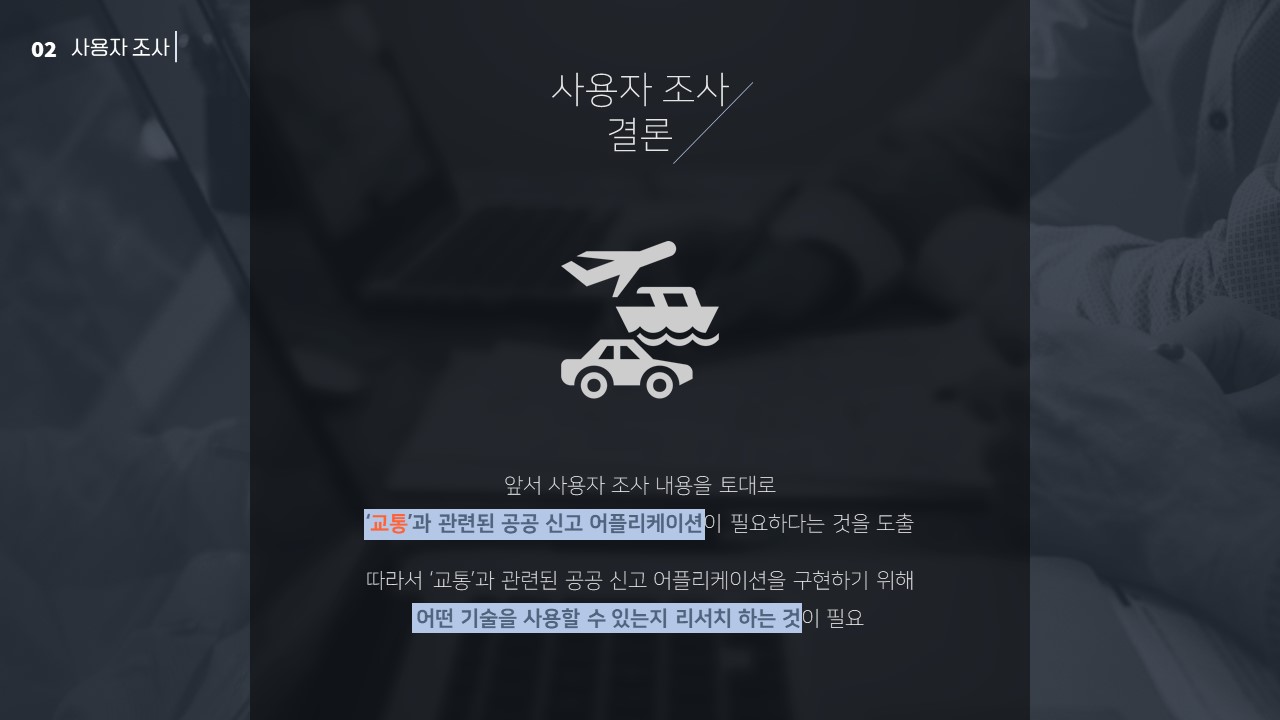 02 사용자 조사
사용자 조사
결론
앞서 사용자 조사 내용을 토대로
‘교통’과 관련된 공공 신고 어플리케이션이 필요하다는 것을 도출
따라서 ‘교통’과 관련된 공공 신고 어플리케이션을 구현하기 위해
어떤 기술을 사용할 수 있는지 리서치 하는 것이 필요